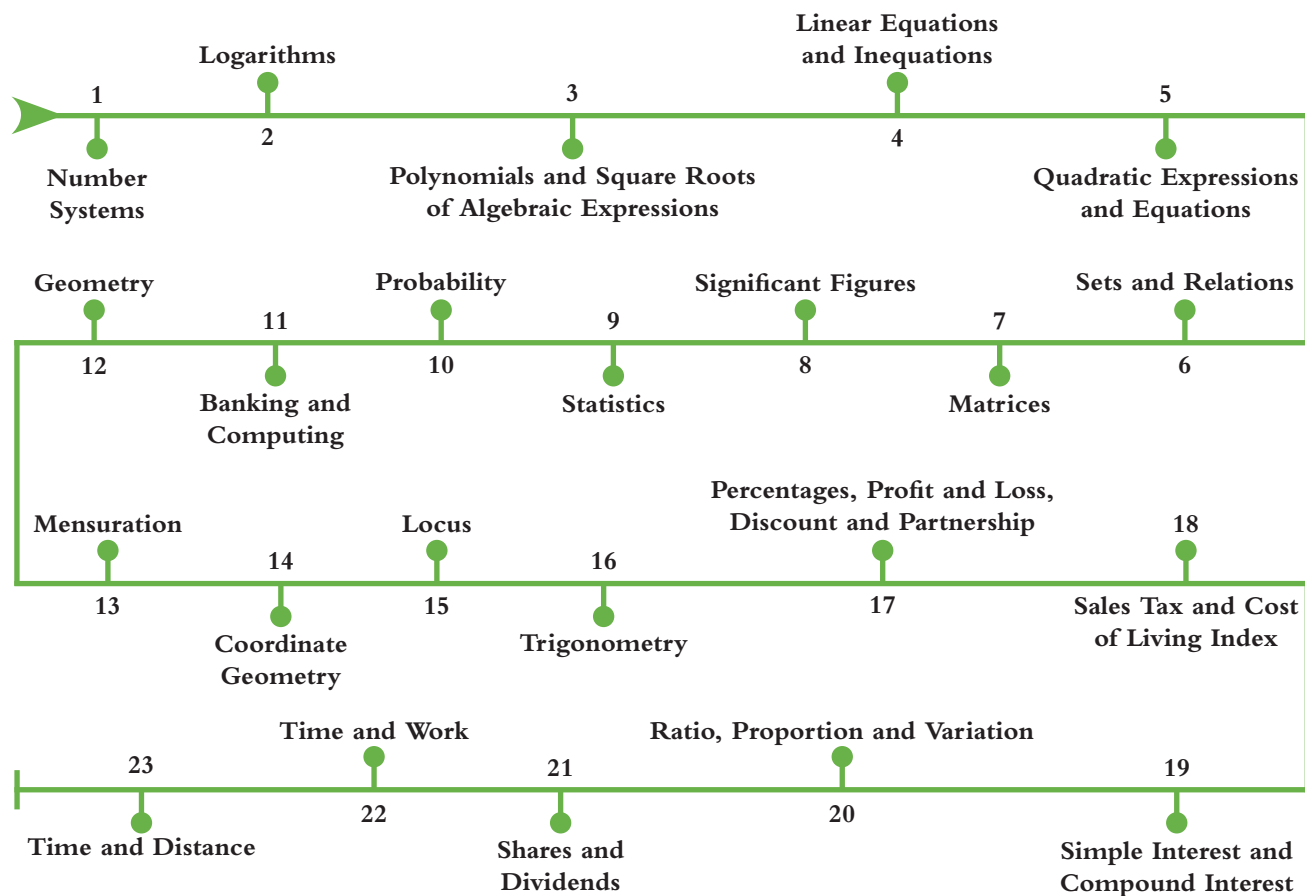 1
Number
Systems
Logarithms
2
3
Polynomials and Square Roots
of Algebraic Expressions
Linear Equations
and Inequations
4
5
Quadratic Expressions
and Equations
Sets and Relations
6
7
Matrices
Significant Figures
8
9
Statistics
Probability
10
11
Banking and
Computing
Geometry
12
Mensuration
13
14
Coordinate
Geometry
Locus
15
16
Trigonometry
Percentages, Profit and Loss,
Discount and Partnership
17
18
Sales Tax and Cost
of Living Index
19
Simple Interest and
Compound Interest
Ratio, Proportion and Variation
20
21
Shares and
Dividends
Time and Work
22
23
Time and Distance